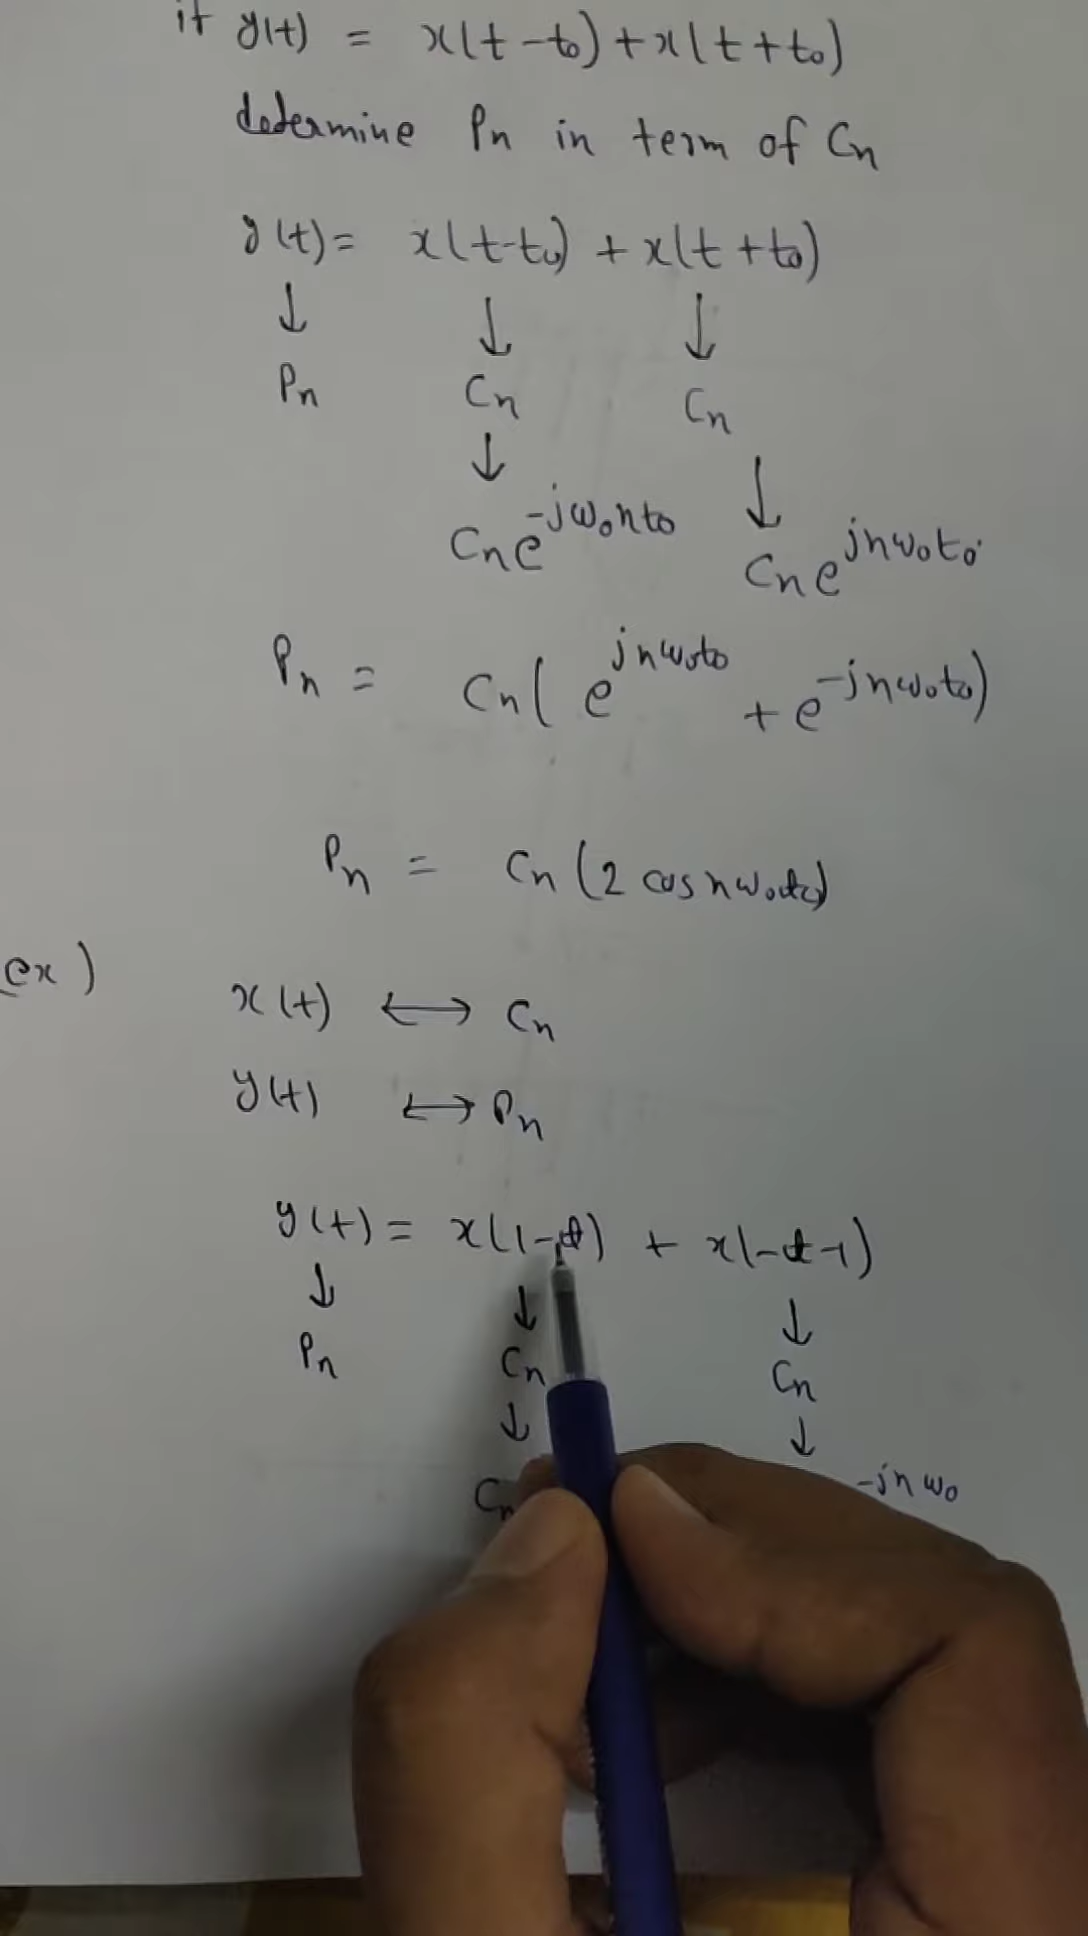 if y(t) = x(t-t₀) + x(t+t₀)
determine Pn in term of Cn
y(t) = x(t-t₀) + x(t+t₀)
↓ ↓ ↓
Pn Cn Cn
↓ ↓
Cn e^{-jω₀nt₀} Cn e^{jnω₀t₀}
Pn = Cn( e^{jnω₀t₀} + e^{-jnω₀t₀})
Pn = Cn (2 cos nω₀t₀)
ex)
x(t) ↔ Cn
y(t) ↔ Pn
y(t) = x(1-t) + x(-t-1)
↓ ↓ ↓
Pn Cn Cn
↓ ↓
Cn -jnω₀